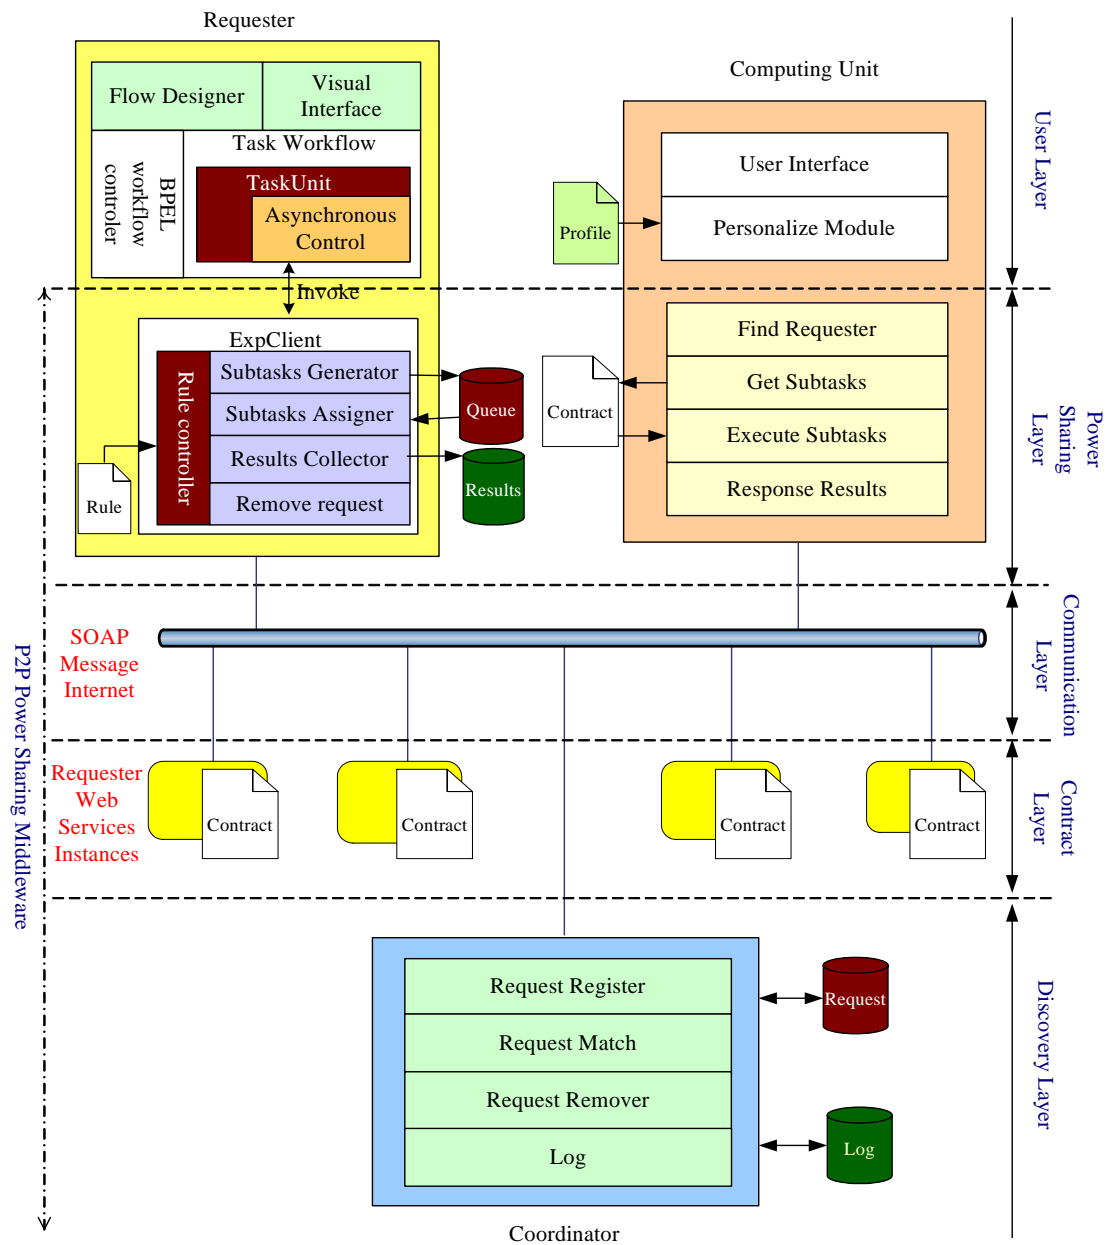 Requester
Flow Designer
Visual
Interface
Task Workflow
BPEL
workflow
controler
TaskUnit
Asynchronous
Control
Invoke
ExpClient
Rule controller
Subtasks Generator
Subtasks Assigner
Results Collector
Remove request
Rule
Queue
Results
Computing Unit
User Interface
Personalize Module
Profile
Find Requester
Get Subtasks
Execute Subtasks
Response Results
Contract
User Layer
Power
Sharing
Layer
Communication
Layer
Contract
Layer
Discovery Layer
P2P Power Sharing Middleware
SOAP
Message
Internet
Requester
Web
Services
Instances
Contract
Contract
Contract
Contract
Request Register
Request Match
Request Remover
Log
Request
Log
Coordinator